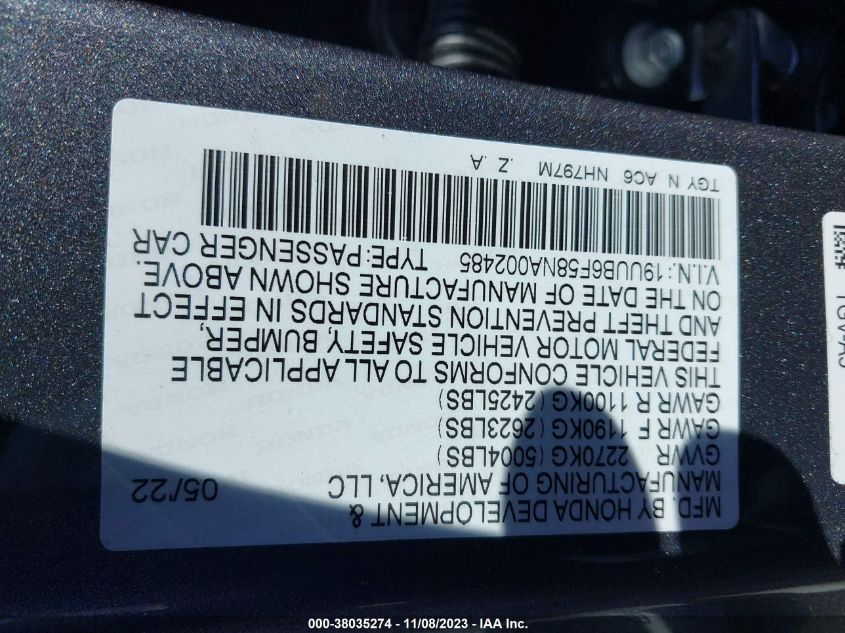 MFD. BY HONDA DEVELOPMENT &
MANUFACTURING OF AMERICA, LLC 05/'22
GVWR 2270KG (5004LBS)
GAWR F 1190KG (2623LBS)
GAWR R 1100KG (2425LBS)
THIS VEHICLE CONFORMS TO ALL APPLICABLE
FEDERAL MOTOR VEHICLE SAFETY, BUMPER,
AND THEFT PREVENTION STANDARDS IN EFFECT
ON THE DATE OF MANUFACTURE SHOWN ABOVE.
V.I.N.:19UUB6F58NA002485 TYPE:PASSENGER CAR
TGY N AC6 NH797M .Z .A
000-38035274 - 11/08/2023 - IAA Inc.